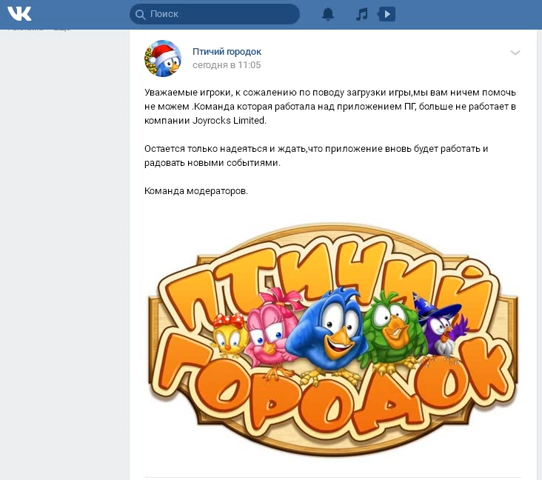 Поиск
Птичий городок
сегодня в 11:05
Уважаемые игроки, к сожалению по поводу загрузки игры,мы вам ничем помочь
не можем .Команда которая работала над приложением ПГ, больше не работает в
компании Joyrocks Limited.
Остается только надеяться и ждать,что приложение вновь будет работать и
радовать новыми событиями.
Команда модераторов.
ПТИЧИЙ
ГОРОДОК